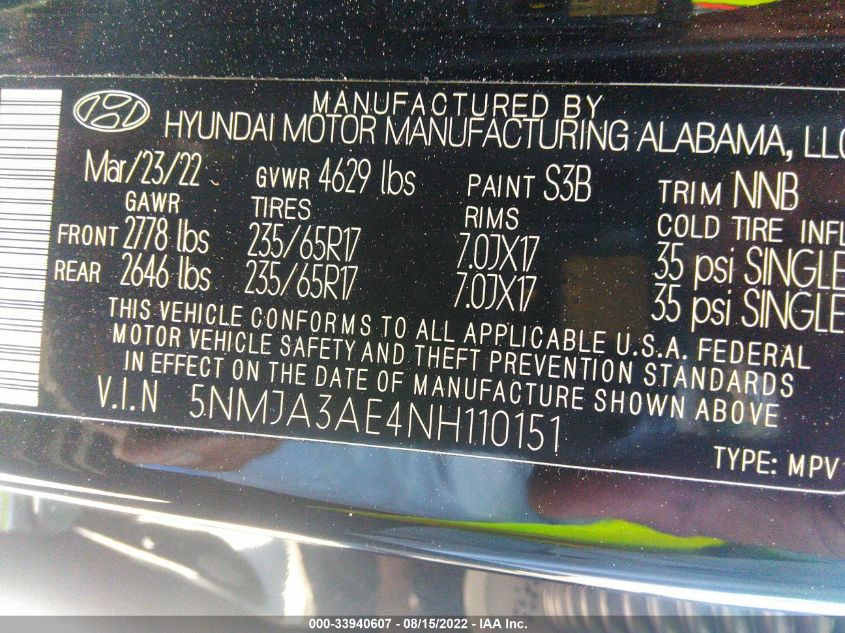 MANUFACTURED BY
HYUNDAI MOTOR MANUFACTURING ALABAMA, LLC
Mar/23/22 GVWR 4629 lbs PAINT S3B TRIM NNB
GAWR TIRES RIMS COLD TIRE INFL
FRONT 2778 lbs 235/65R17 7.0JX17 35 psi SINGLE
REAR 2646 lbs 235/65R17 7.0JX17 35 psi SINGLE
THIS VEHICLE CONFORMS TO ALL APPLICABLE U.S.A. FEDERAL
MOTOR VEHICLE SAFETY AND THEFT PREVENTION STANDARDS
IN EFFECT ON THE DATE OF MANUFACTURE SHOWN ABOVE
V.I.N 5NMJA3AE4NH110151
TYPE: MPV
000-33940607 - 08/15/2022 - IAA Inc.